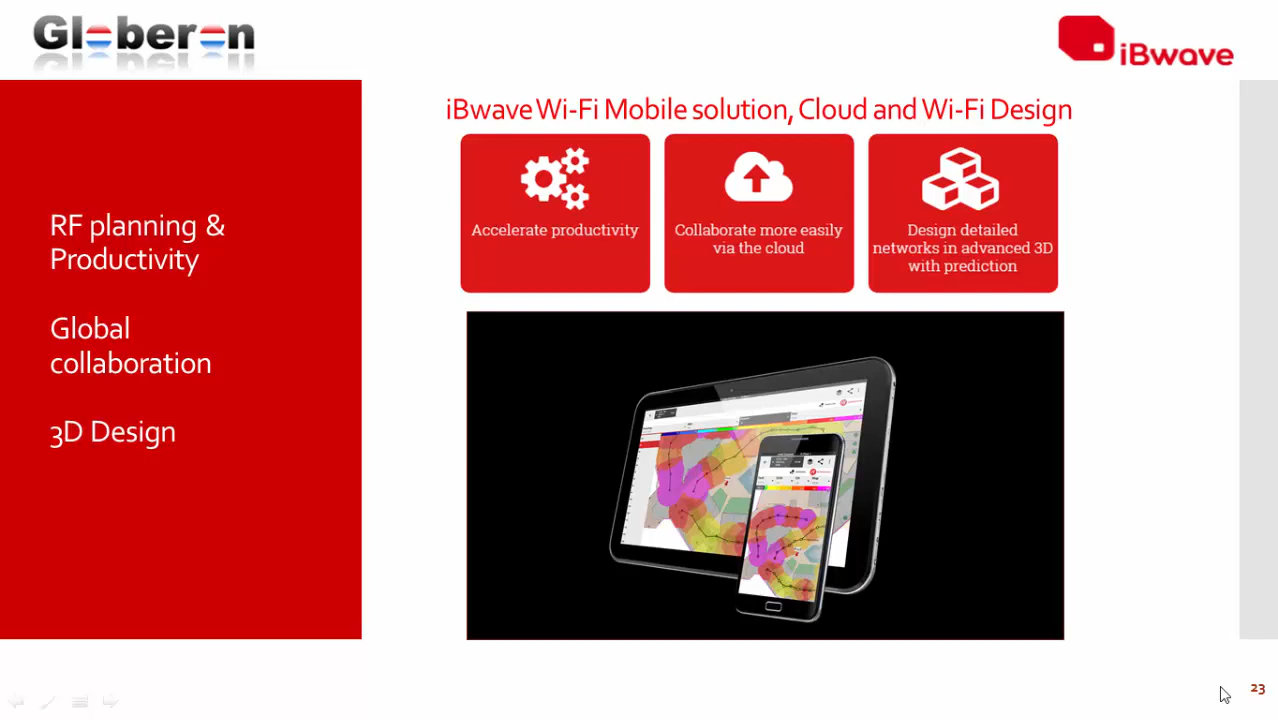 Globeron
iBwave
iBwave Wi-Fi Mobile solution, Cloud and Wi-Fi Design
Accelerate productivity
Collaborate more easily
via the cloud
Design detailed
networks in advanced 3D
with prediction
RF planning &
Productivity
Global
collaboration
3D Design
23